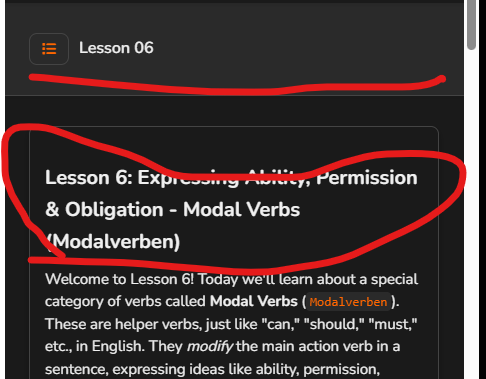 Lesson 06
Lesson 6: Expressing Ability, Permission
& Obligation - Modal Verbs
(Modalverben)
Welcome to Lesson 6! Today we'll learn about a special
category of verbs called Modal Verbs (Modalverben).
These are helper verbs, just like "can," "should," "must,"
etc., in English. They modify the main action verb in a
sentence, expressing ideas like ability, permission,